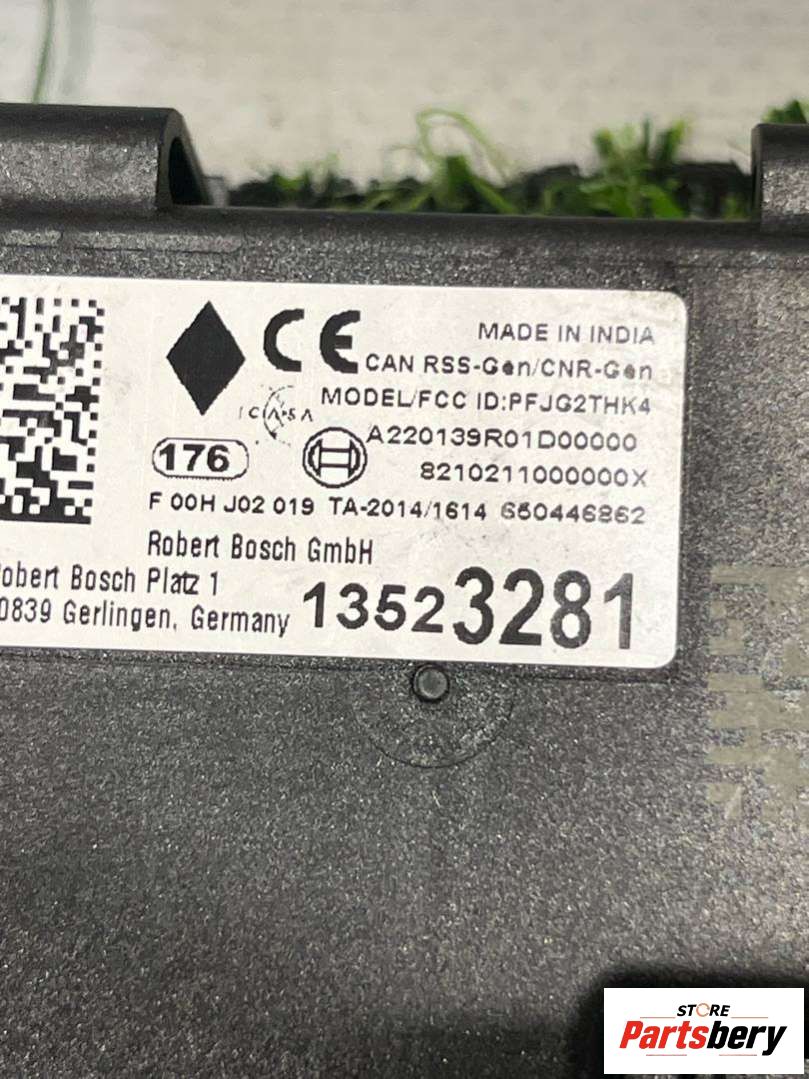 MADE IN INDIA
CAN RSS-Gen/CNR-Gen
MODEL/FCC ID:PFJG2THK4
ICASA
A220139R01D00000
176
8210211000000X
F 00H J02 019 TA-2014/1614 650446862
Robert Bosch GmbH
obert Bosch Platz 1
0839 Gerlingen, Germany
13523281
STORE
Partsbery